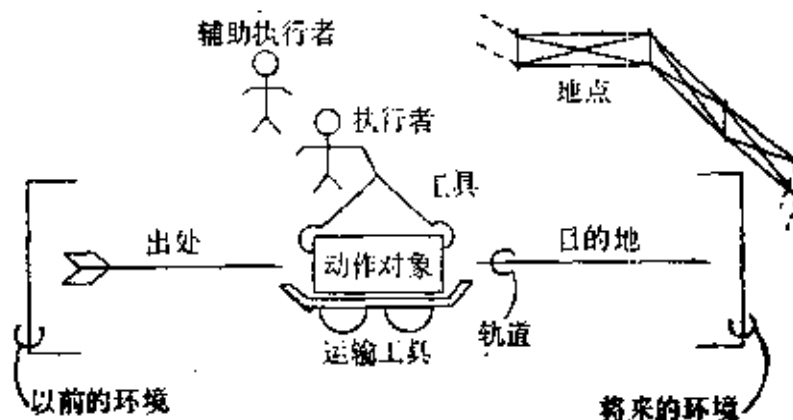 辅助执行者
地点
执行者
工具
出处
动作对象
目的地
轨道
运输工具
以前的环境
将来的环境